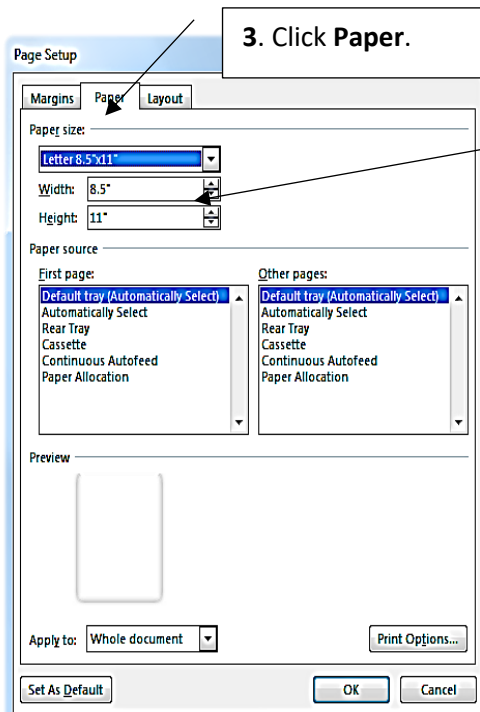 3. Click Paper.
Page Setup
Margins Paper Layout
Paper size:
Letter 8.5"x11"
Width: 8.5"
Height: 11"
Paper source
First page:
Default tray (Automatically Select)
Automatically Select
Rear Tray
Cassette
Continuous Autofeed
Paper Allocation
Other pages:
Default tray (Automatically Select)
Automatically Select
Rear Tray
Cassette
Continuous Autofeed
Paper Allocation
Preview
Apply to: Whole document Print Options...
Set As Default OK Cancel